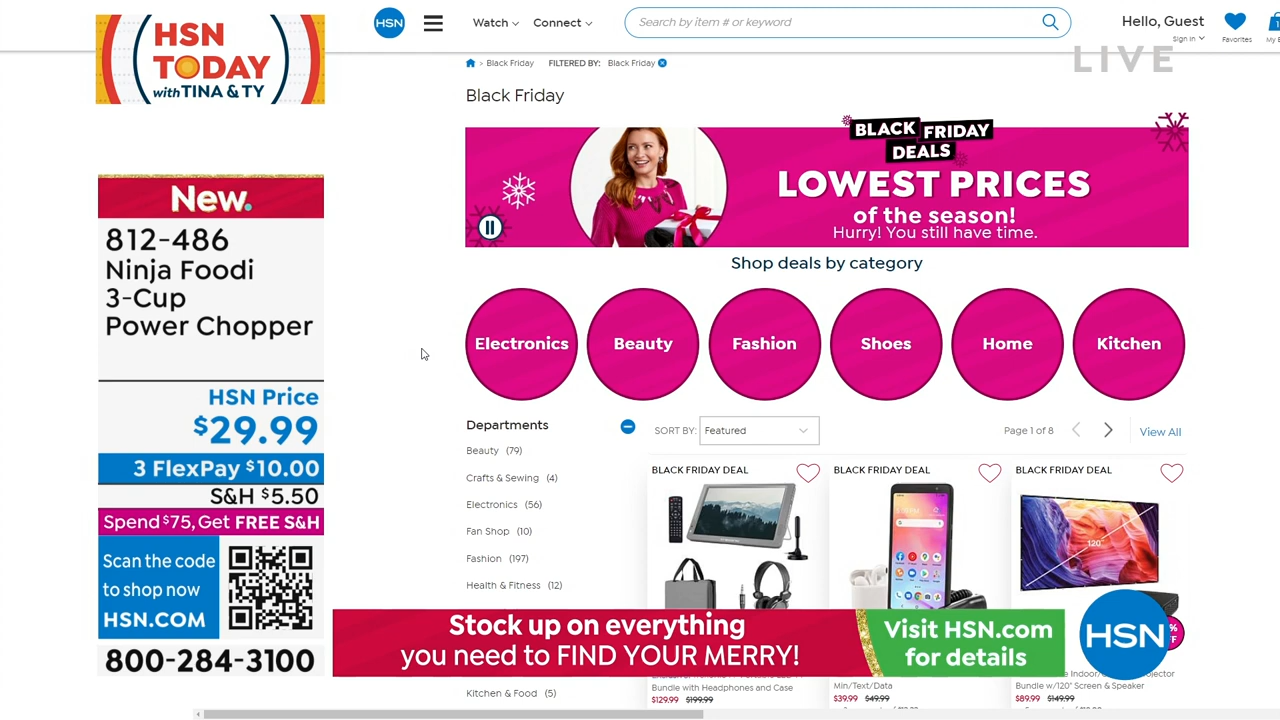 HSN
TODAY
with TINA & TY
HSN
Watch
Connect
Search by item # or keyword
Hello, Guest
Sign In
Favorites
LIVE
> Black Friday FILTERED BY: Black Friday
Black Friday
BLACK FRIDAY
DEALS
LOWEST PRICES
of the season!
Hurry! You still have time.
Shop deals by category
Electronics
Beauty
Fashion
Shoes
Home
Kitchen
New.
812-486
Ninja Foodi
3-Cup
Power Chopper
HSN Price
$29.99
3 FlexPay $10.00
S&H $5.50
Spend $75, Get FREE S&H
Scan the code
to shop now
HSN.COM
800-284-3100
Departments
Beauty (79)
Crafts & Sewing (4)
Electronics (56)
Fan Shop (10)
Fashion (197)
Health & Fitness (12)
Kitchen & Food (5)
SORT BY: Featured
Page 1 of 8
View All
BLACK FRIDAY DEAL
BLACK FRIDAY DEAL
BLACK FRIDAY DEAL
120"
Bundle with Headphones and Case
$129.99 $199.99
Min/Text/Data
$39.99 $49.99
Bundle w/120" Screen & Speaker
$89.99 $149.99
Stock up on everything
you need to FIND YOUR MERRY!
Visit HSN.com
for details
HSN